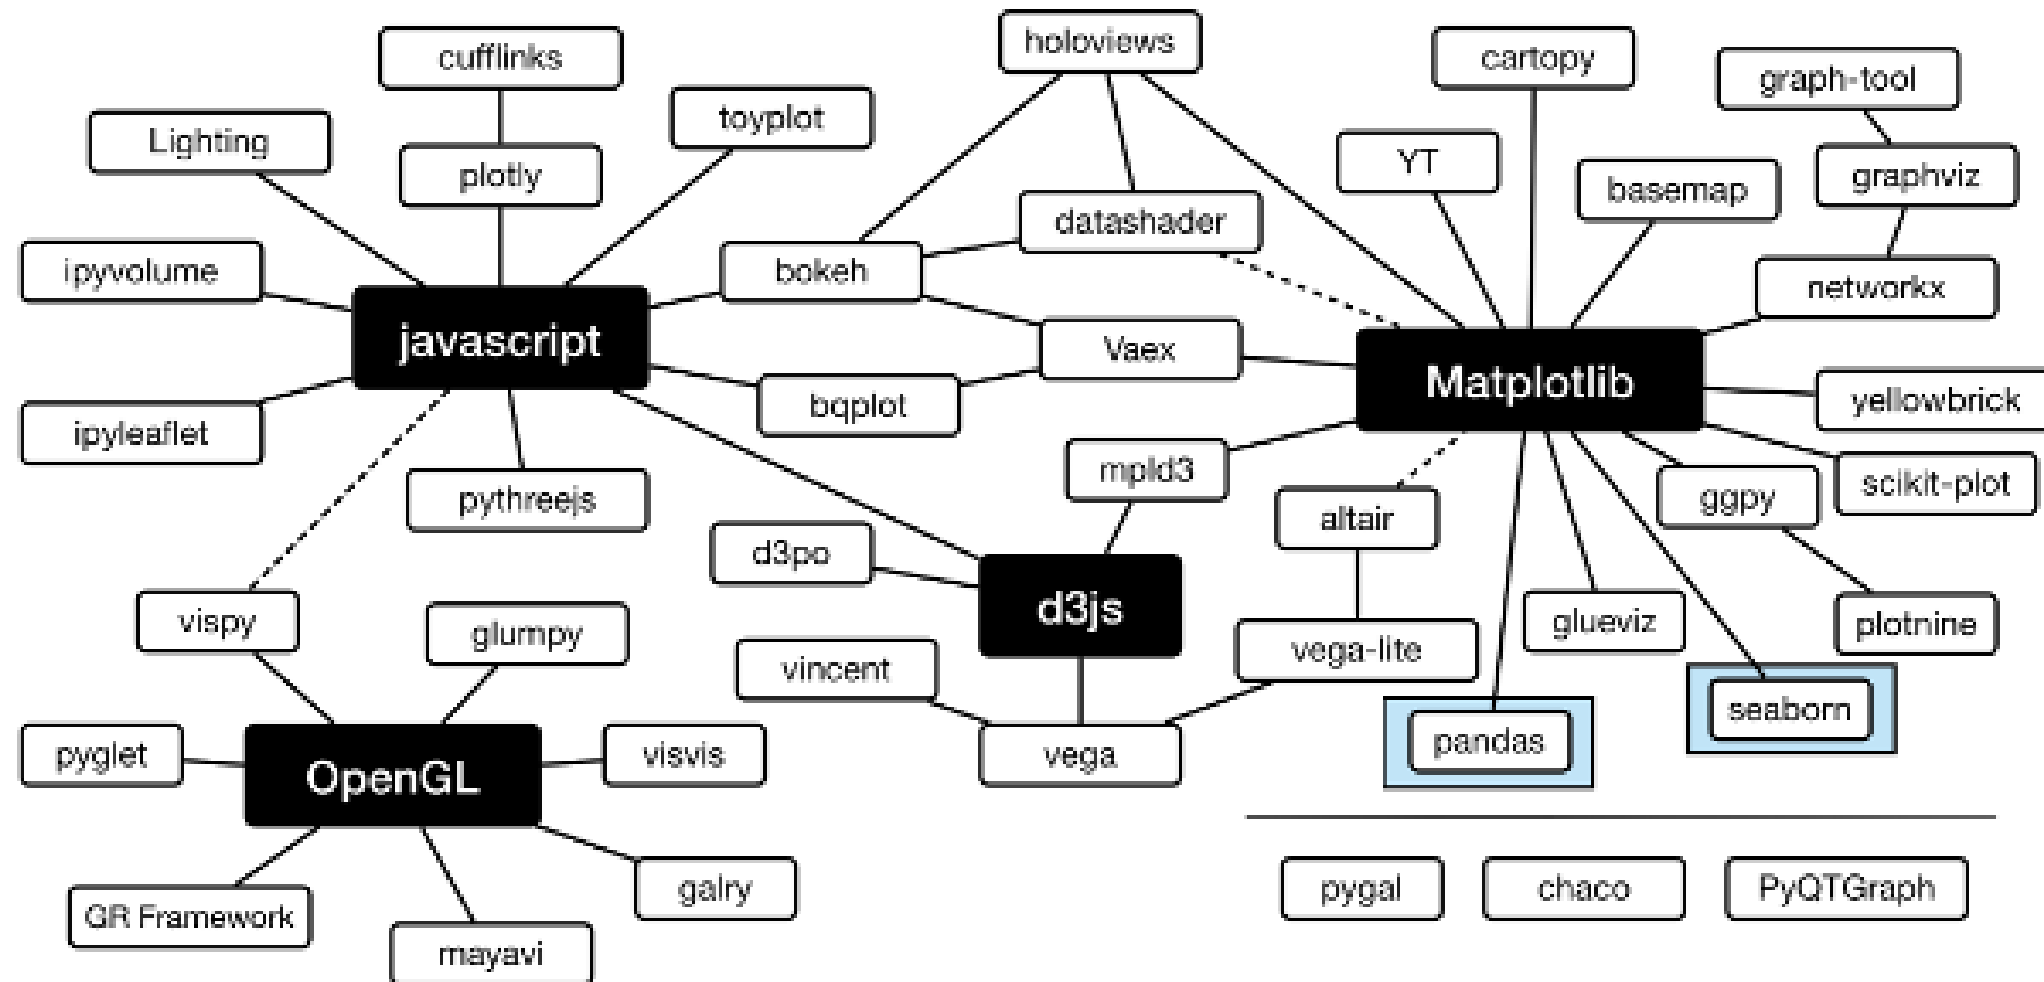 holoviews
cufflinks
cartopy
graph-tool
toyplot
Lighting
YT
plotly
graphviz
basemap
datashader
ipyvolume
bokeh
networkx
javascript
Vaex
Matplotlib
bqplot
yellowbrick
ipyleaflet
mpld3
scikit-plot
pythreejs
ggpy
altair
d3po
d3js
vispy
glumpy
glueviz
plotnine
vega-lite
vincent
seaborn
pandas
pyglet
visvis
vega
OpenGL
galry
pygal
chaco
PyQTGraph
GR Framework
mayavi